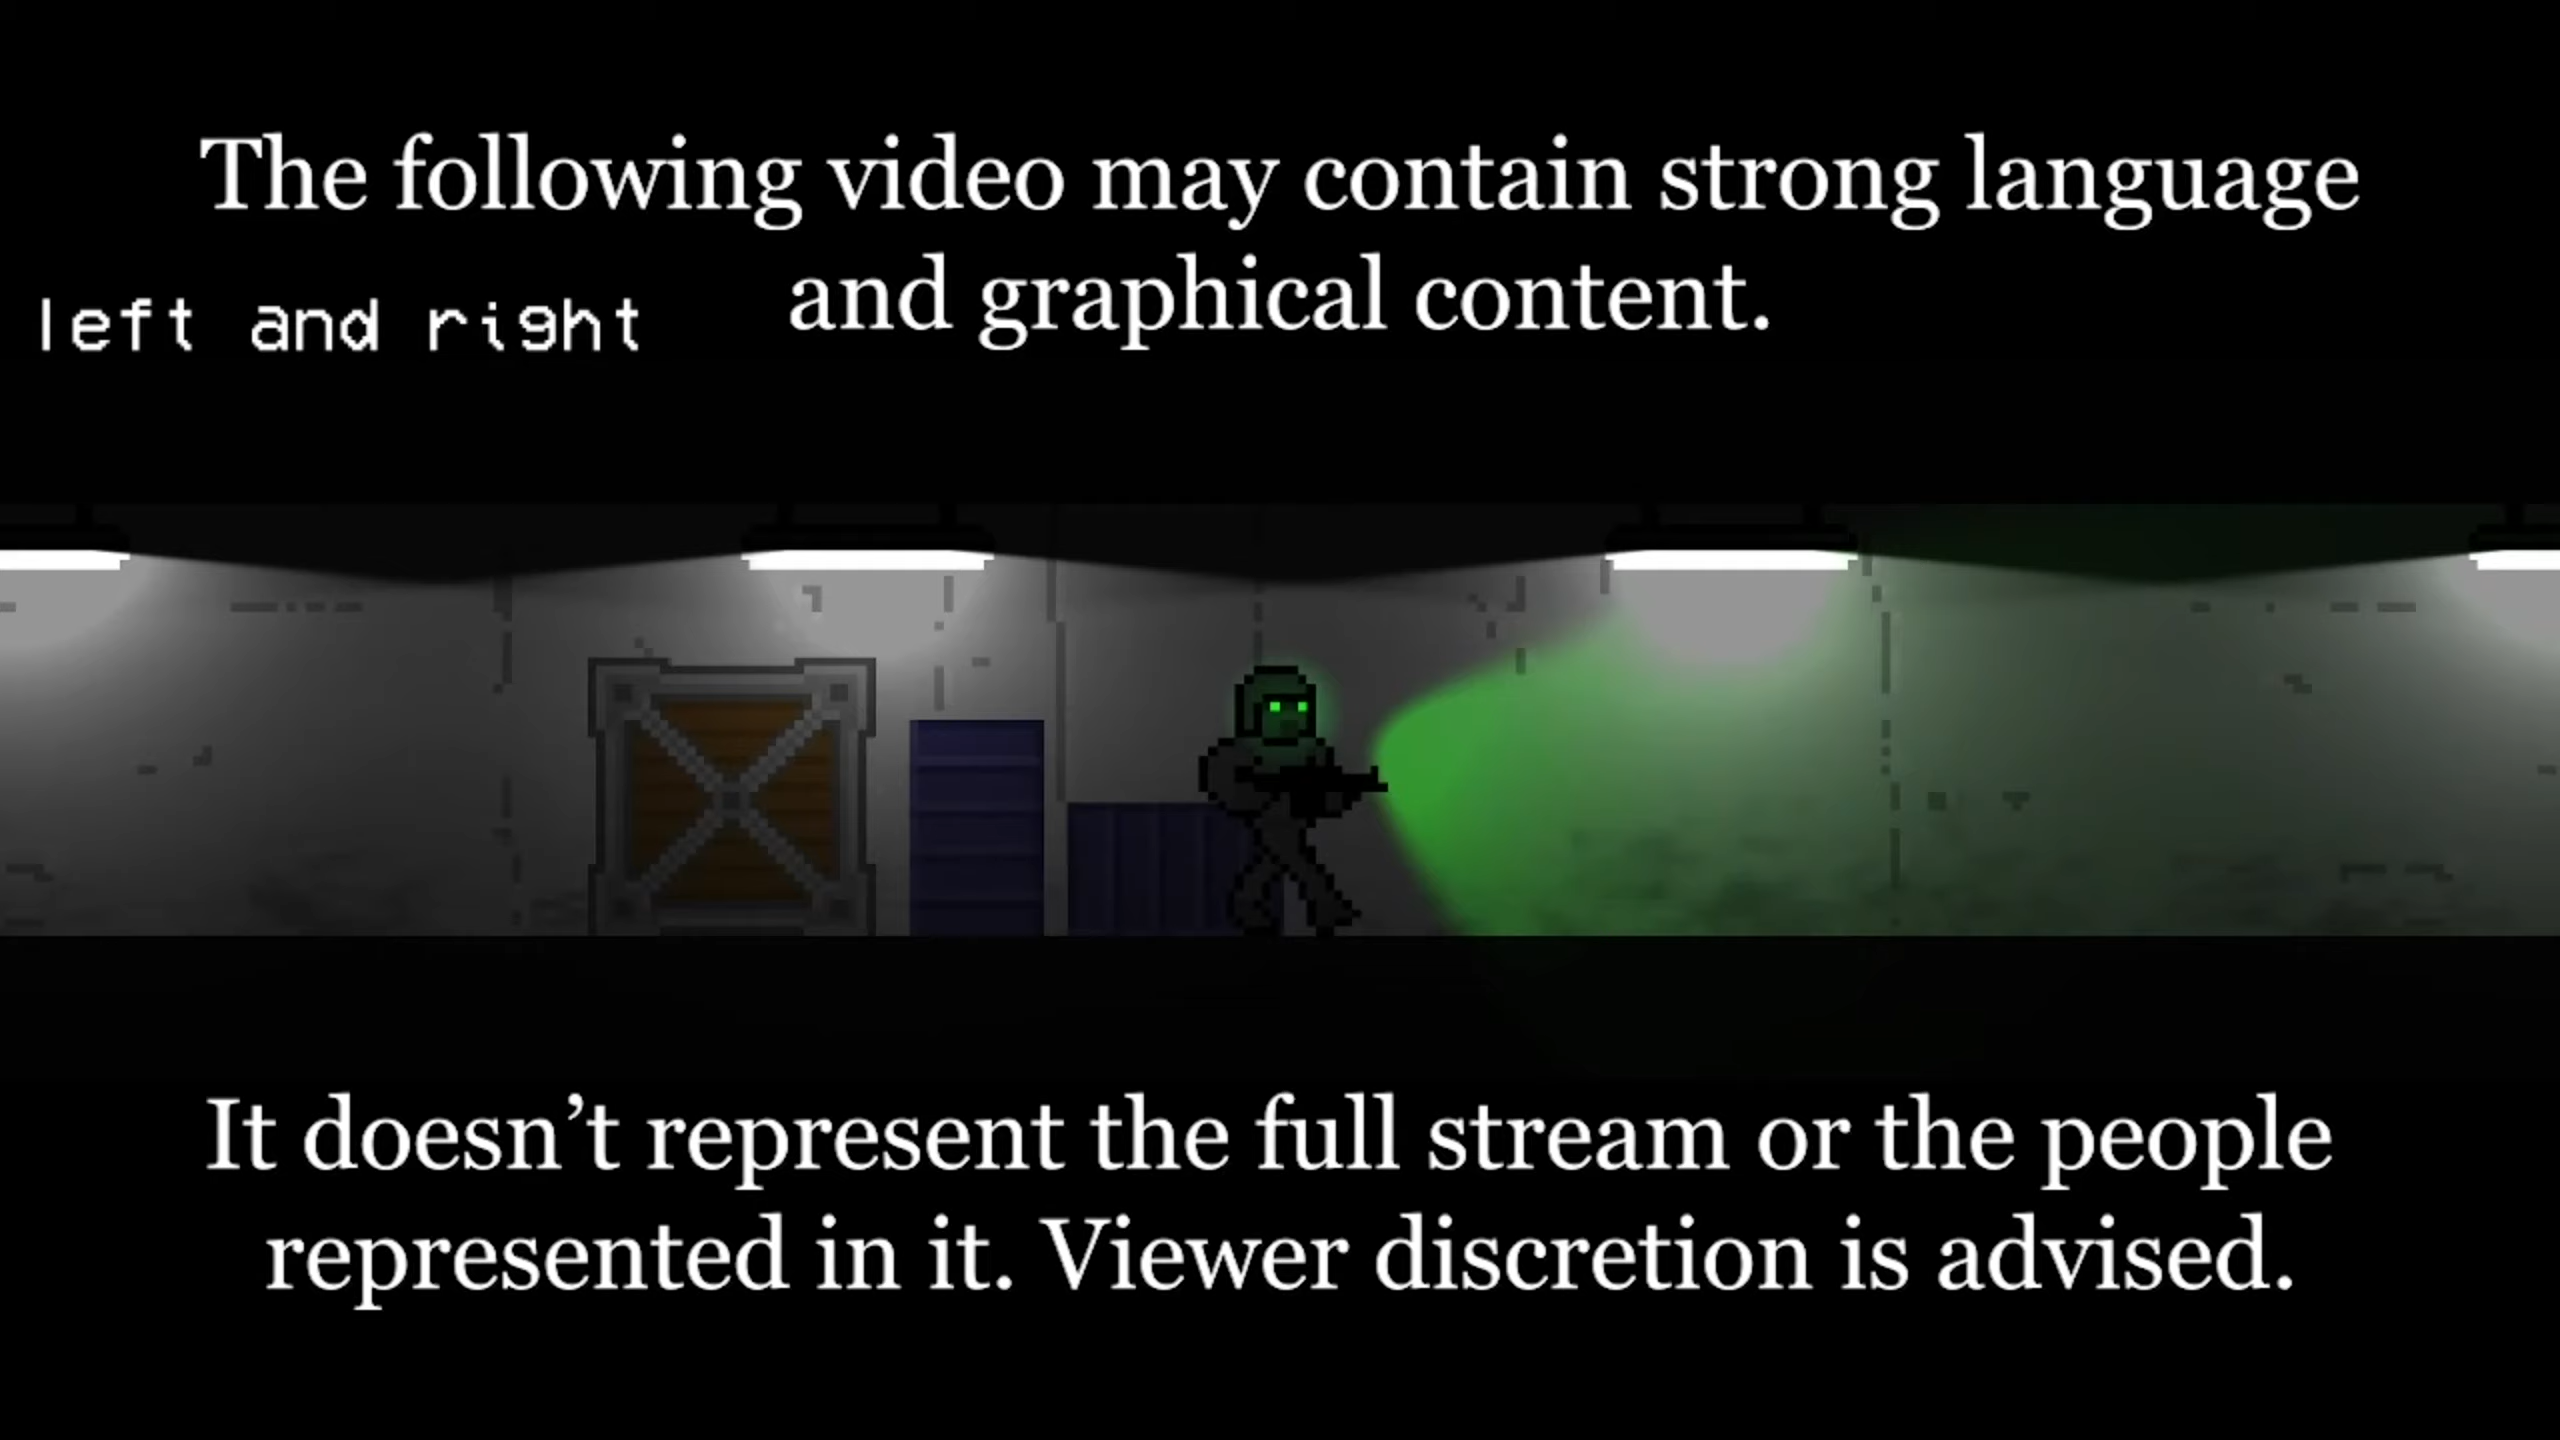 The following video may contain strong language
and graphical content.
left and right
It doesn’t represent the full stream or the people
represented in it. Viewer discretion is advised.